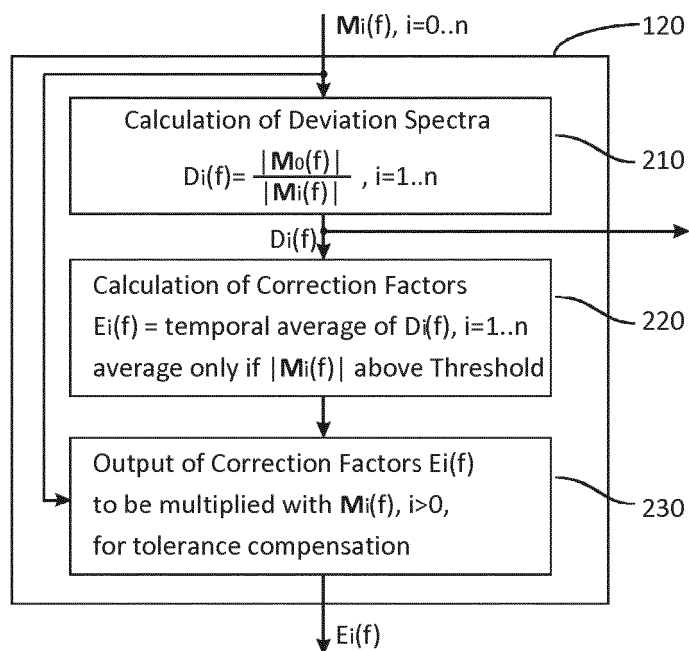 Mi(f), i=0..n
120
Calculation of Deviation Spectra
Di(f)= |M0(f)| / |Mi(f)| , i=1..n
210
Di(f)
Calculation of Correction Factors
Ei(f) = temporal average of Di(f), i=1..n
average only if |Mi(f)| above Threshold
220
Output of Correction Factors Ei(f)
to be multiplied with Mi(f), i>0,
for tolerance compensation
230
Ei(f)